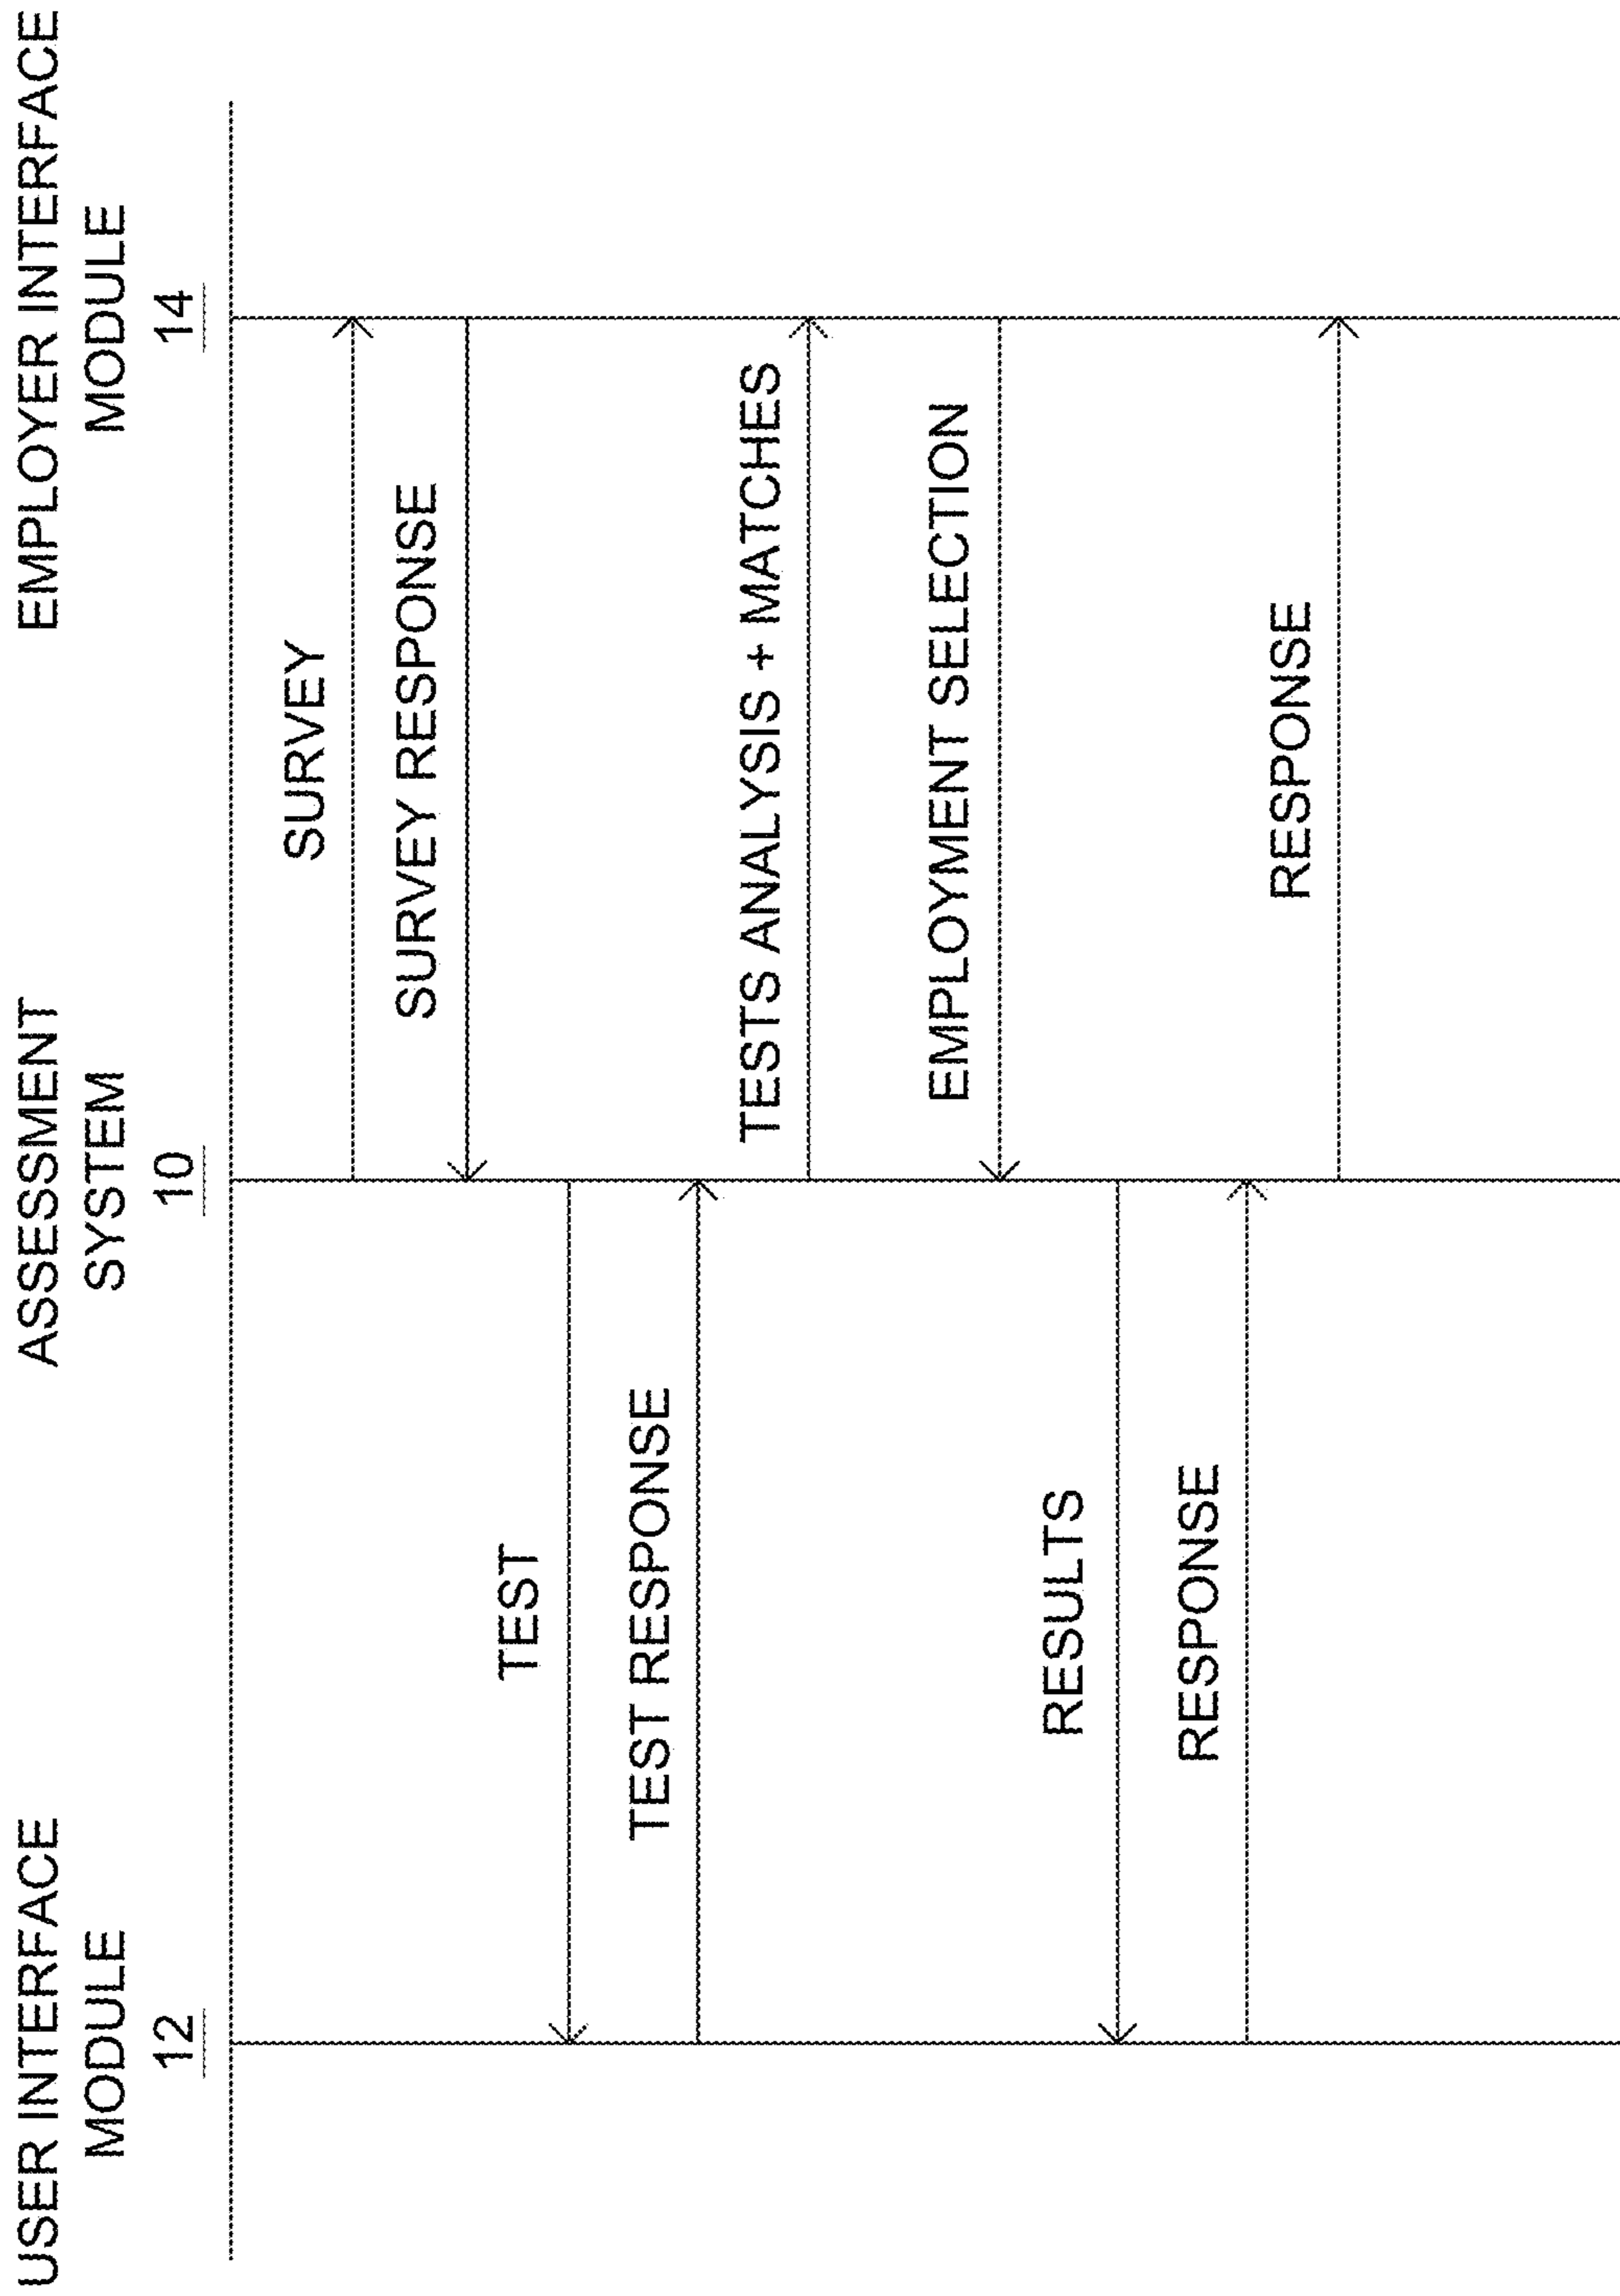 USER INTERFACE
MODULE
12
ASSESSMENT
SYSTEM
10
EMPLOYER INTERFACE
MODULE
14
SURVEY
SURVEY RESPONSE
TEST
TEST RESPONSE
TESTS ANALYSIS + MATCHES
EMPLOYMENT SELECTION
RESULTS
RESPONSE
RESPONSE